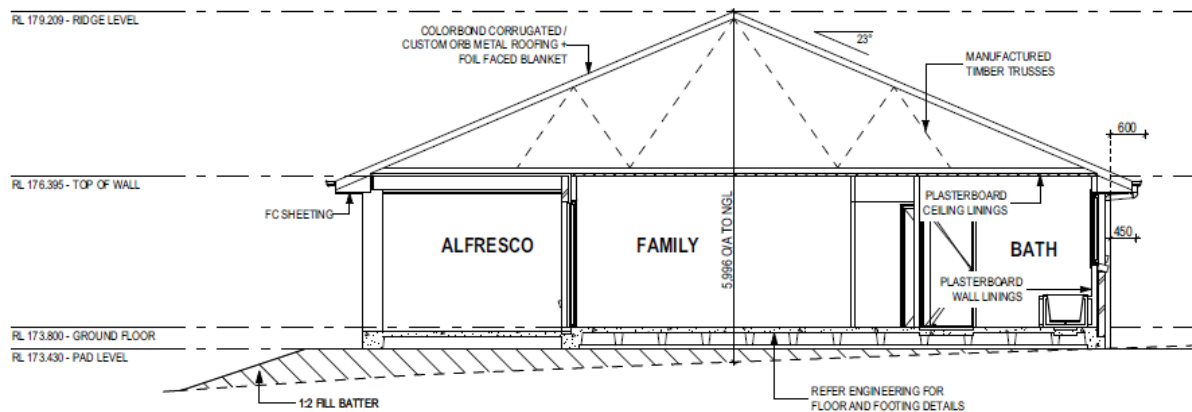 RL 179.209 - RIDGE LEVEL
COLORBOND CORRUGATED /
CUSTOM ORB METAL ROOFING +
FOIL FACED BLANKET
23°
MANUFACTURED
TIMBER TRUSSES
600
RL 176.395 - TOP OF WALL
FC SHEETING
PLASTERBOARD
CEILING LININGS
450
ALFRESCO
FAMILY
5,996 O/A TO NGL
BATH
PLASTERBOARD
WALL LININGS
RL 173.800 - GROUND FLOOR
RL 173.430 - PAD LEVEL
1:2 FILL BATTER
REFER ENGINEERING FOR
FLOOR AND FOOTING DETAILS